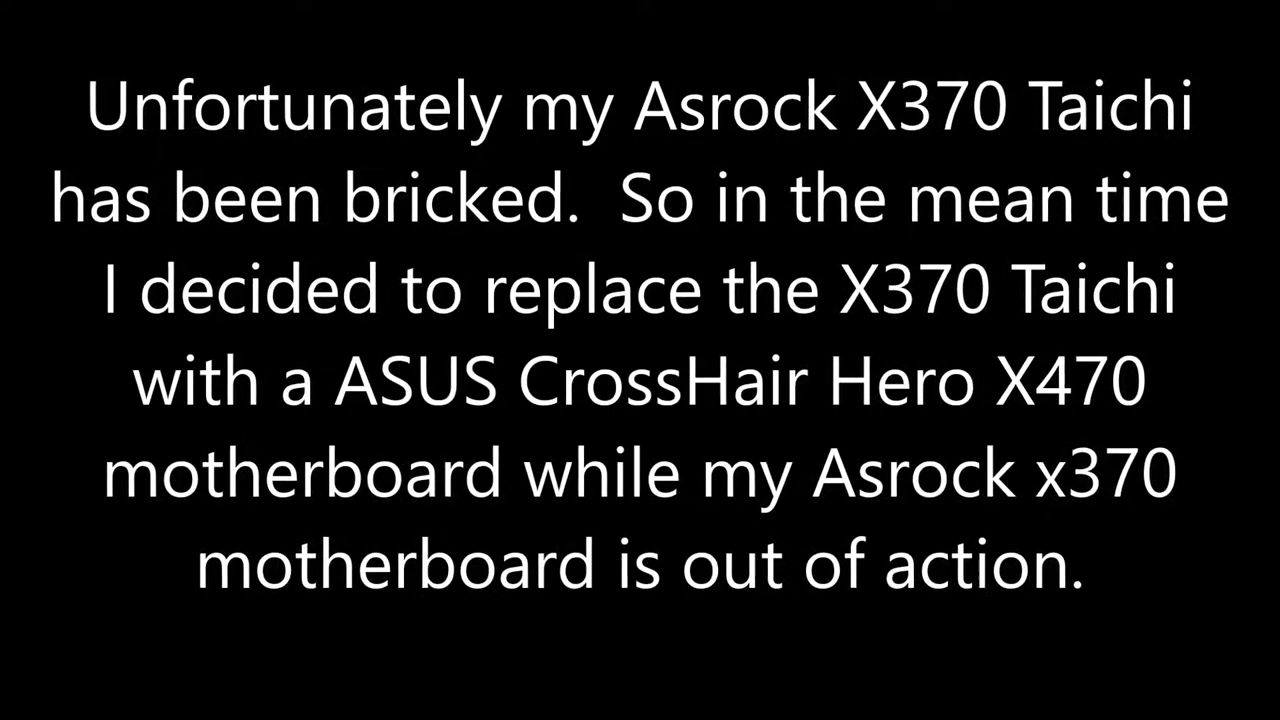 Unfortunately my Asrock X370 Taichi
has been bricked.  So in the mean time
I decided to replace the X370 Taichi
with a ASUS CrossHair Hero X470
motherboard while my Asrock x370
motherboard is out of action.